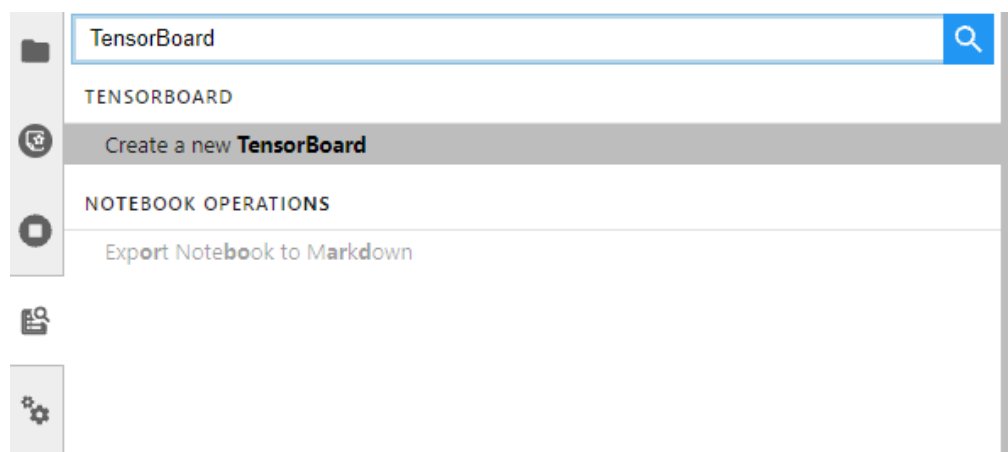 TensorBoard
TENSORBOARD
Create a new TensorBoard
NOTEBOOK OPERATIONS
Export Notebook to Markdown